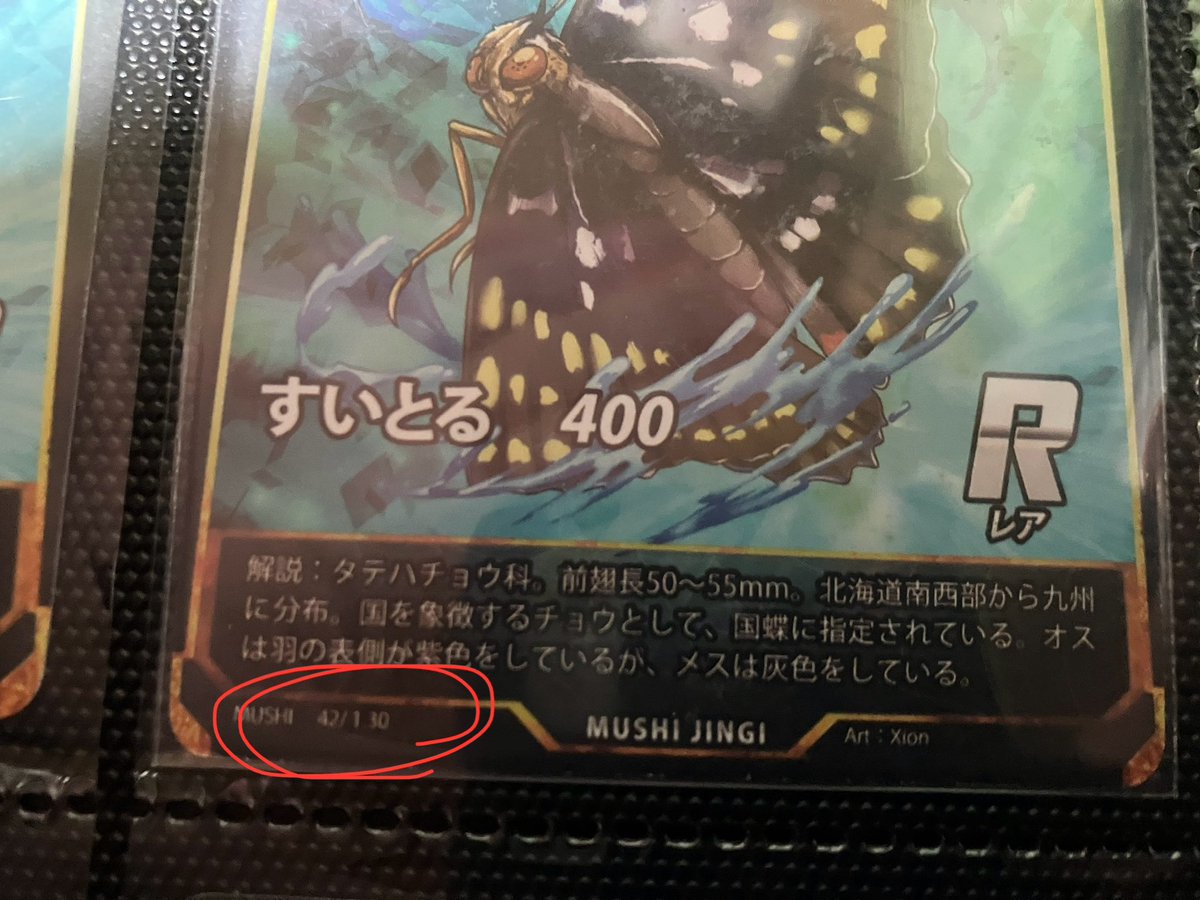 すいとる 400
R
レア
解説：タテハチョウ科。前翅長50～55mm。北海道南西部から九州
に分布。国を象徴するチョウとして、国蝶に指定されている。オス
は羽の表側が紫色をしているが、メスは灰色をしている。
MUSHI 42/130
MUSHI JINGI
Art：Xion